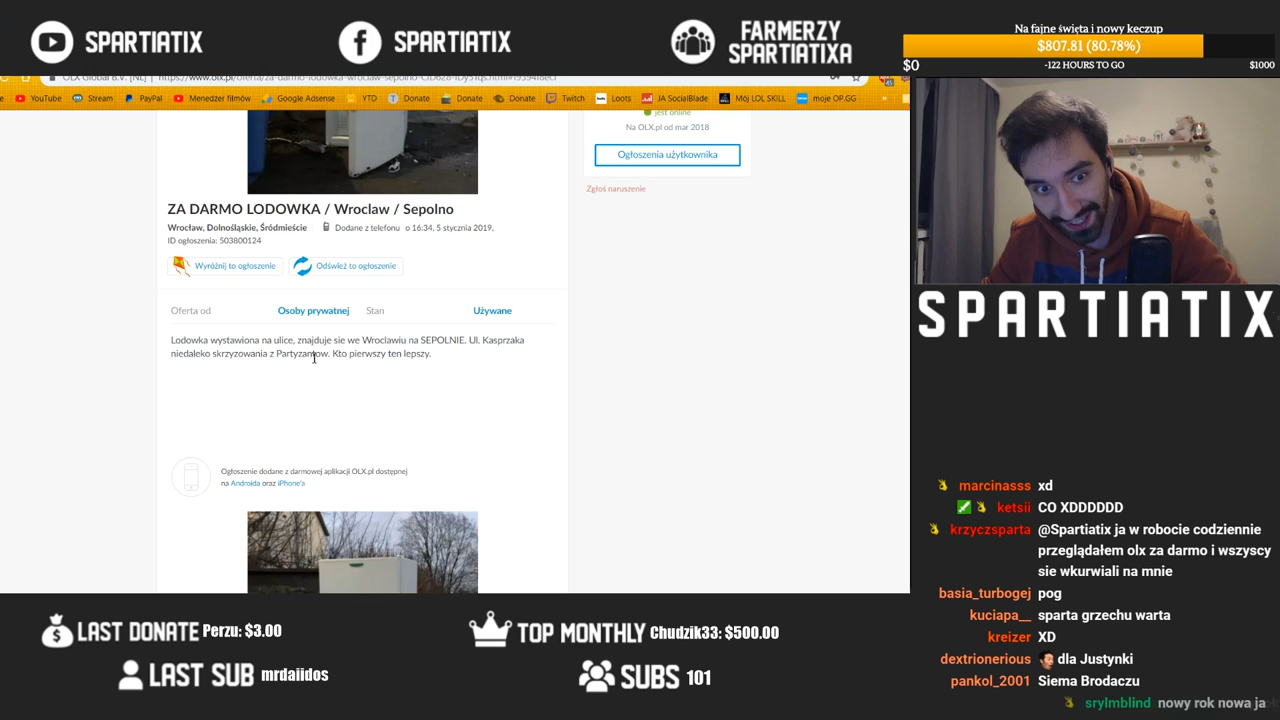 SPARTIATIX
SPARTIATIX
FARMERZY
SPARTIATIXA
Na fajne święta i nowy keczup
$807.81 (80.78%)
$0
-122 HOURS TO GO
$1000
YouTube
Stream
PayPal
Menedżer filmów
Google Adsense
YTD
Donate
Donate
Donate
Twitch
Loots
JA SocialBlade
Mój LOL SKILL
moje OP.GG
»
jest online
Na OLX.pl od mar 2018
Ogłoszenia użytkownika
Zgłoś naruszenie
ZA DARMO LODOWKA / Wroclaw / Sepolno
Wrocław, Dolnośląskie, Śródmieście Dodane z telefonu o 16:34, 5 stycznia 2019,
ID ogłoszenia: 503800124
Wyróżnij to ogłoszenie Odśwież to ogłoszenie
Oferta od Osoby prywatnej Stan Używane
Lodowka wystawiona na ulice, znajduje sie we Wroclawiu na SEPOLNIE. Ul. Kasprzaka
niedaleko skrzyzowania z Partyzantow. Kto pierwszy ten lepszy.
Ogłoszenie dodane z darmowej aplikacji OLX.pl dostępnej
na Androida oraz iPhone'a
SPARTIATIX
marcinasss xd
ketsii CO XDDDDDD
krzyczsparta @Spartiatix ja w robocie codziennie
przeglądałem olx za darmo i wszyscy
sie wkurwiali na mnie
basia_turbogej pog
kuciapa__ sparta grzechu warta
kreizer XD
dextrionerious dla Justynki
pankol_2001 Siema Brodaczu
srylmblind nowy rok nowa ja
LAST DONATE Perzu: $3.00
TOP MONTHLY Chudzik33: $500.00
LAST SUB mrdaiidos
SUBS 101